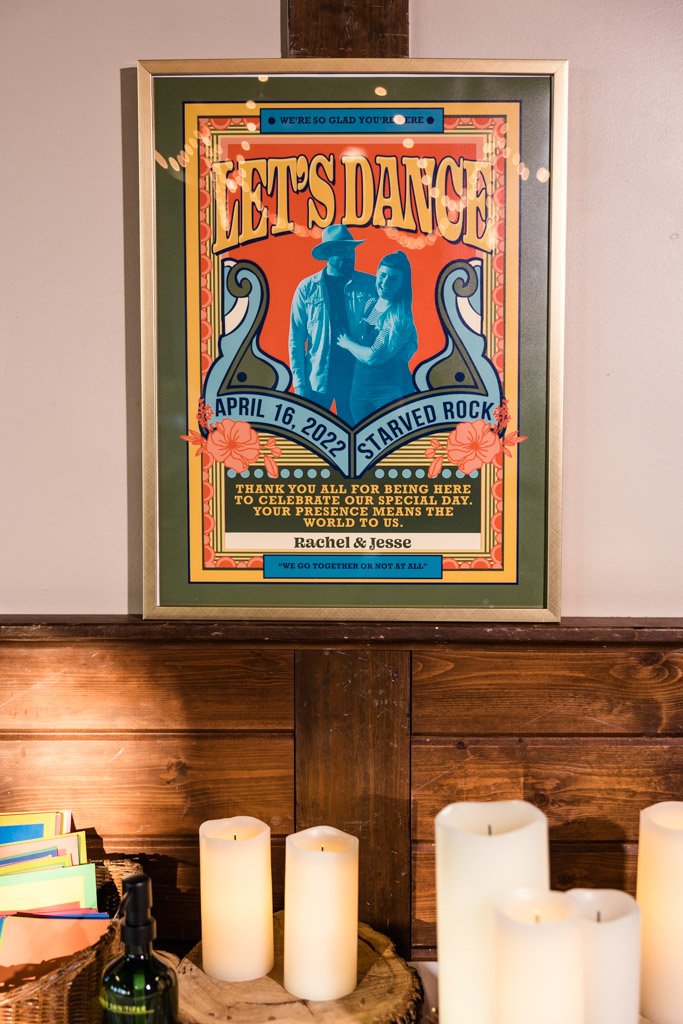 WE'RE SO GLAD YOU'RE HERE
LET'S DANCE
APRIL 16, 2022
STARVED ROCK
THANK YOU ALL FOR BEING HERE
TO CELEBRATE OUR SPECIAL DAY.
YOUR PRESENCE MEANS THE
WORLD TO US.
Rachel & Jesse
"WE GO TOGETHER OR NOT AT ALL"